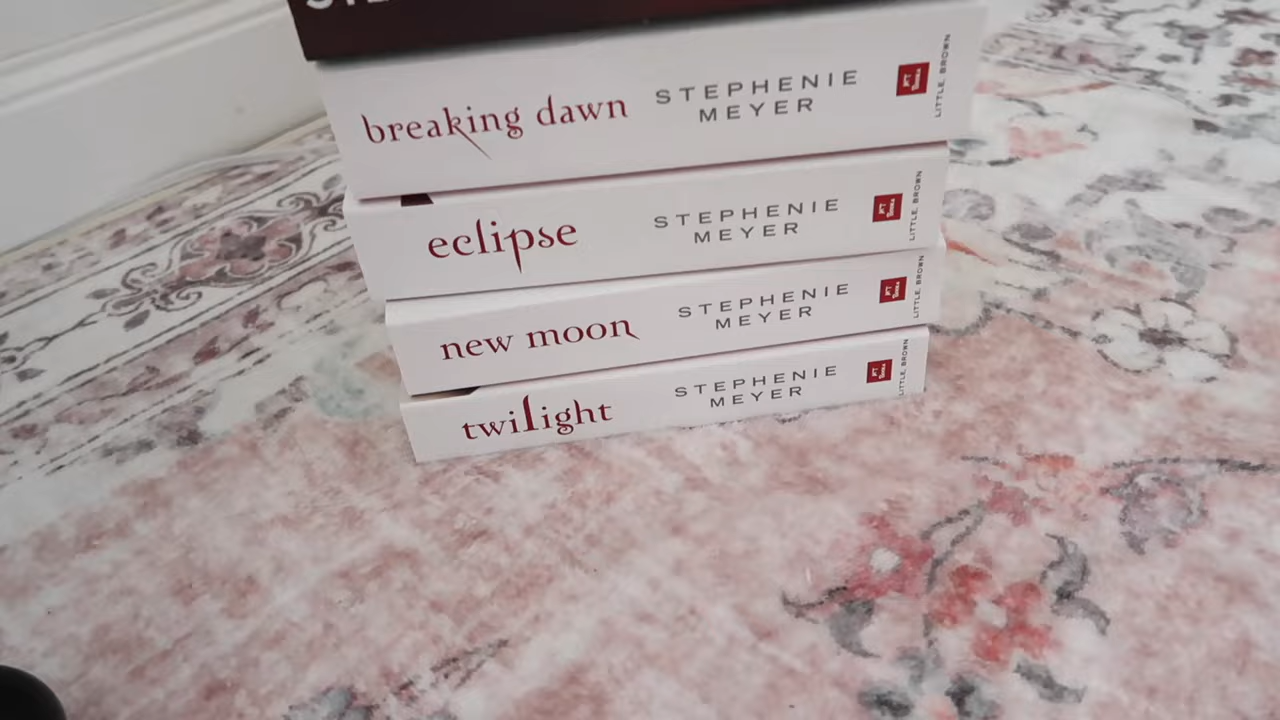 breaking dawn
STEPHENIE
MEYER
LITTLE, BROWN
eclipse
STEPHENIE
MEYER
LITTLE, BROWN
new moon
STEPHENIE
MEYER
LITTLE, BROWN
twilight
STEPHENIE
MEYER
LITTLE, BROWN